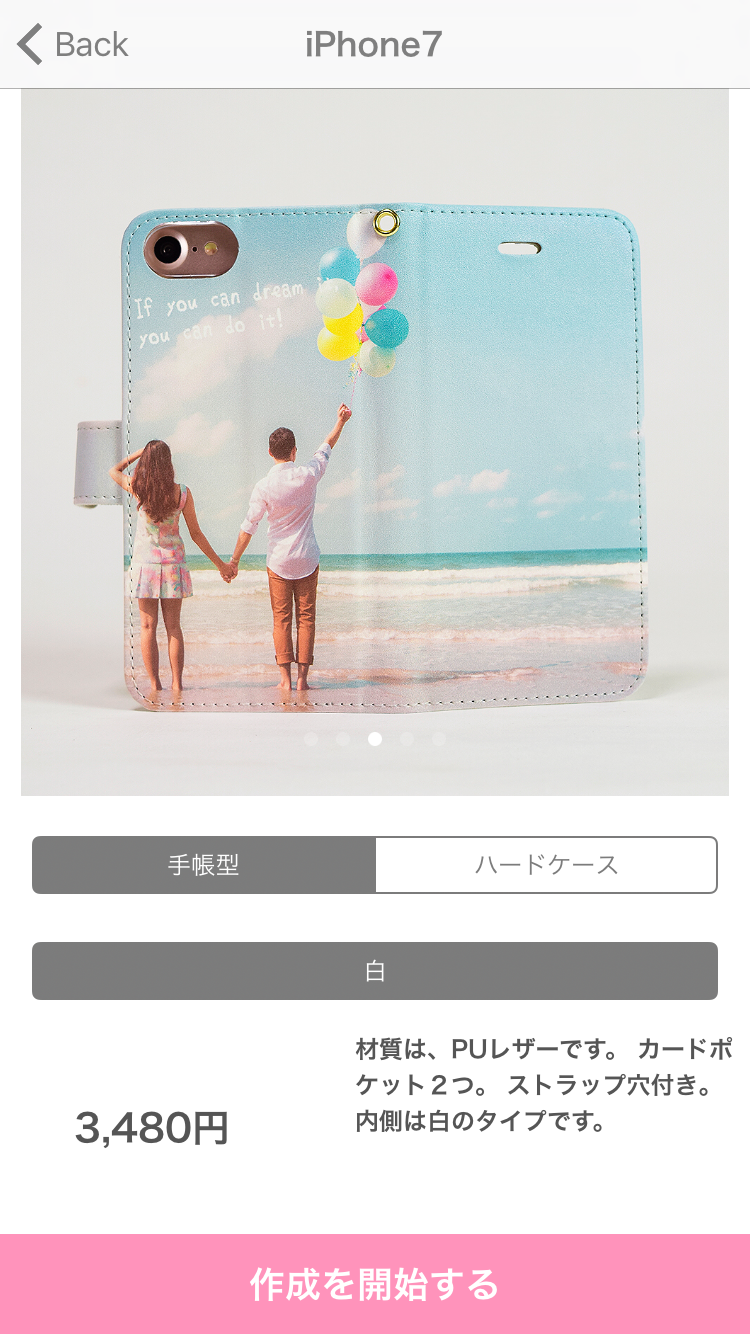 Back
iPhone7
If you can dream
you can do it!
手帳型
ハードケース
白
材質は、PUレザーです。 カードポ
ケット２つ。 ストラップ穴付き。
内側は白のタイプです。
3,480円
作成を開始する